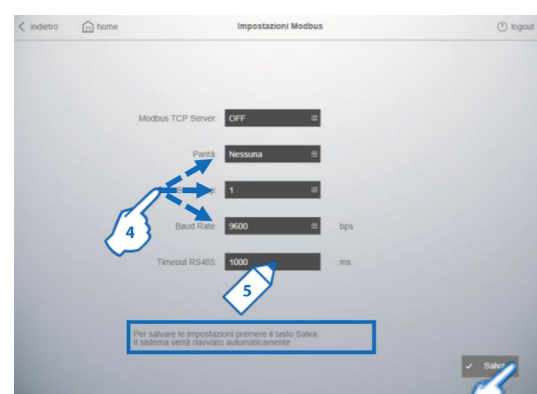 indietro home Impostazioni Modbus logout
Modbus TCP Server: OFF
Parità: Nessuna
1
4 Baud Rate: 9600 bps
Timeout RS485: 1000 ms
5
Per salvare le impostazioni premere il tasto Salva
Il sistema verrà riavviato automaticamente
Salva